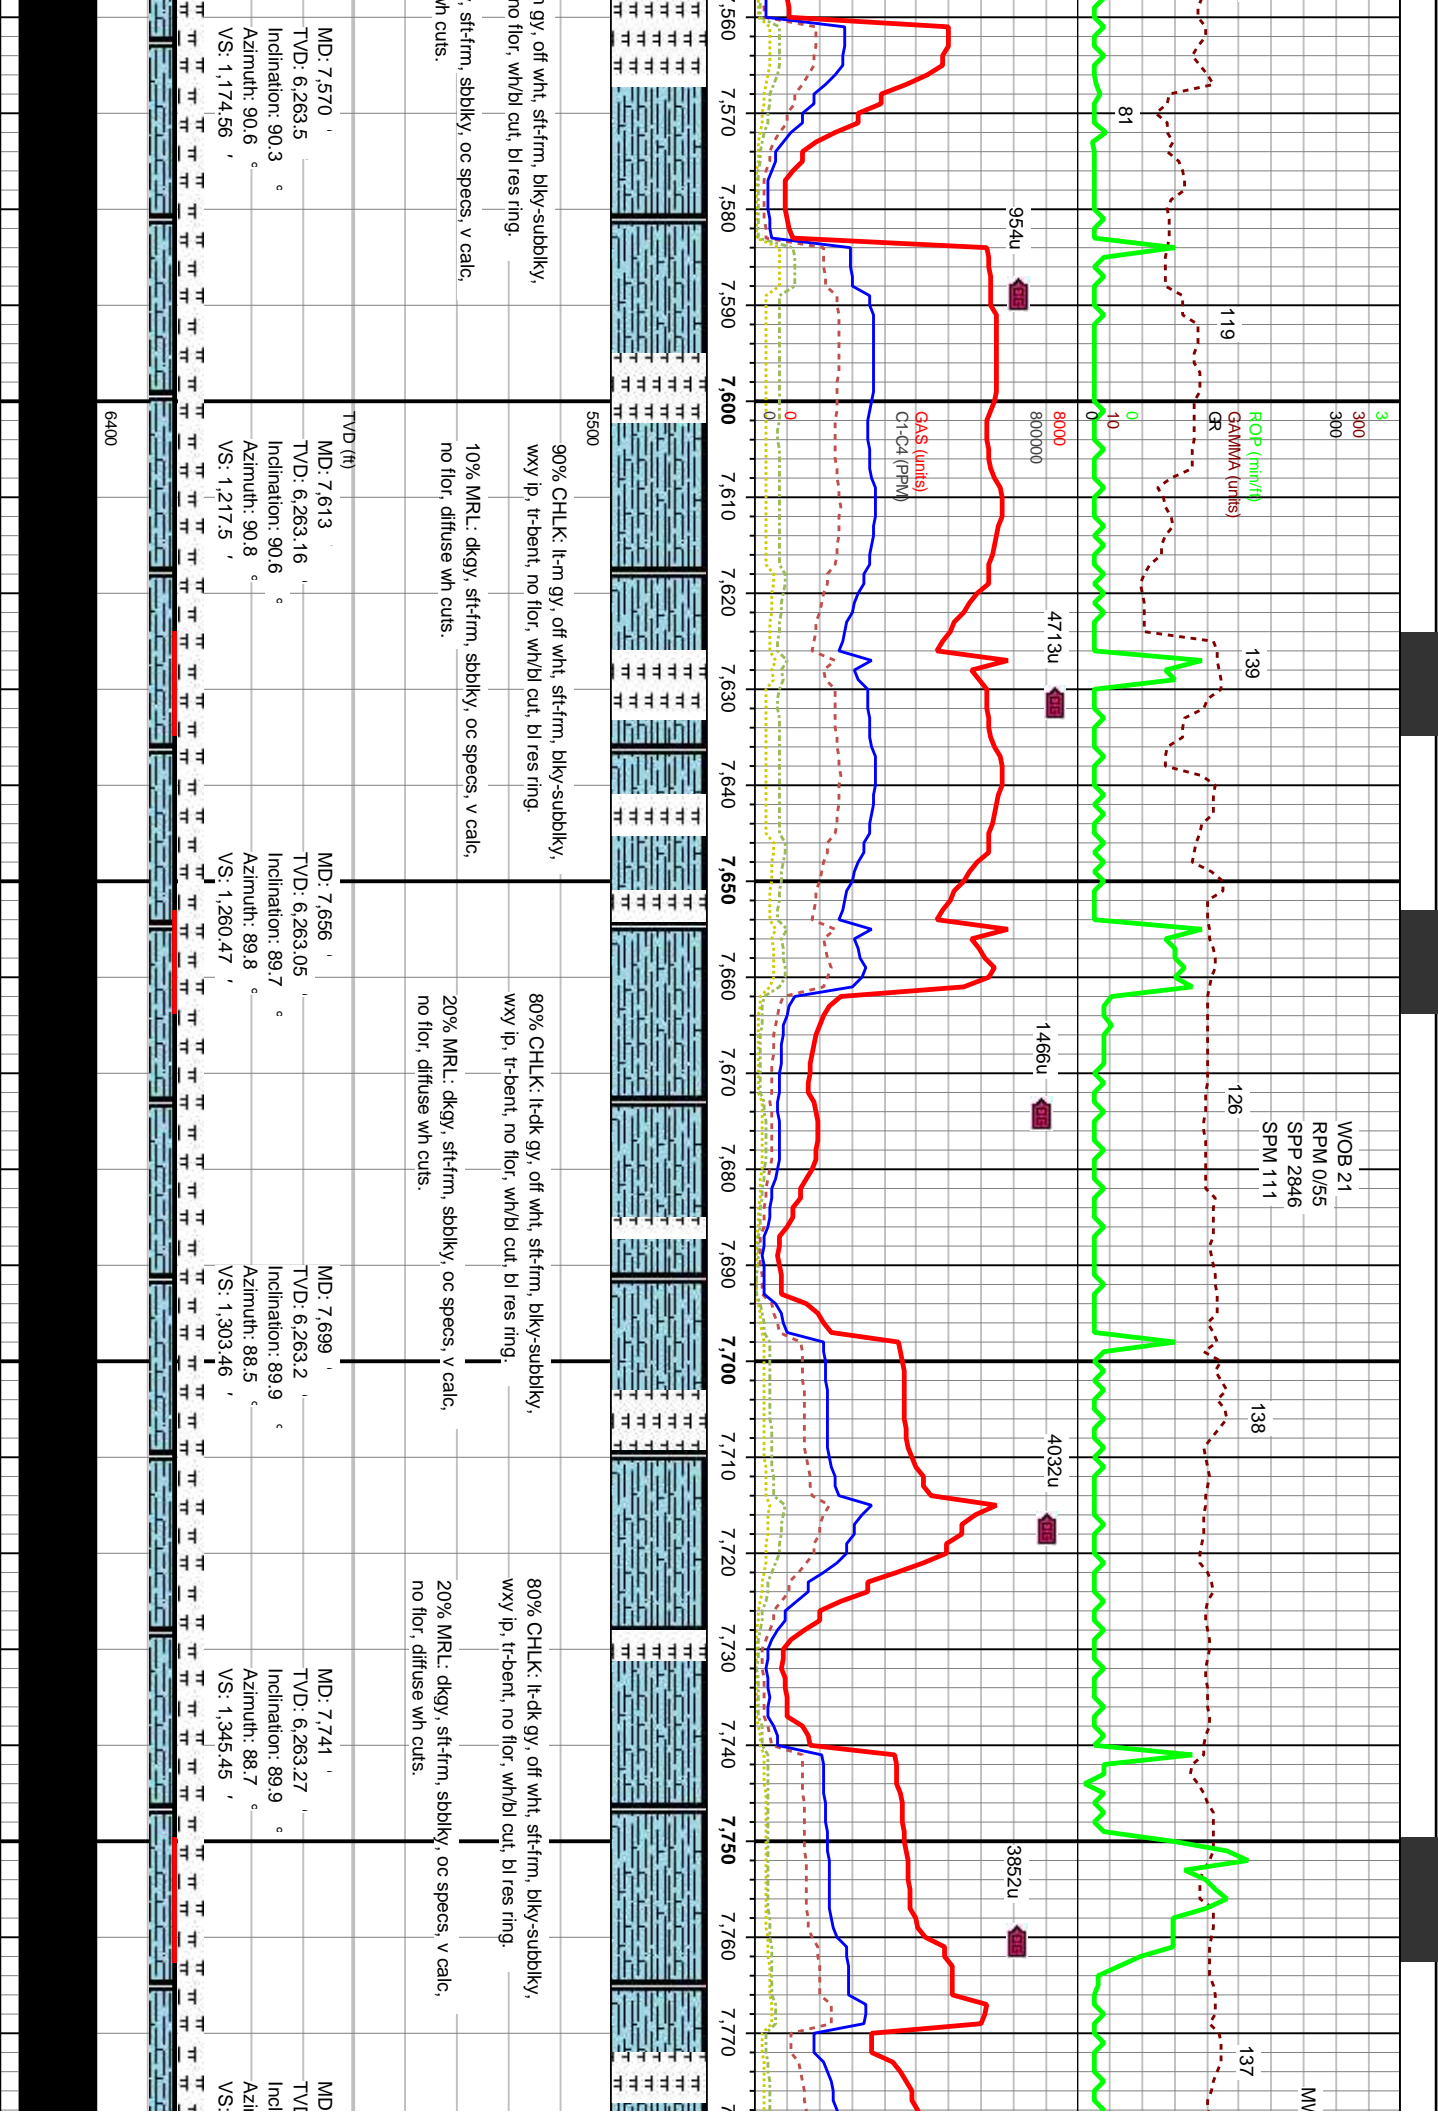 3
300
300
ROP (min/ft)
GAMMA (units)
GR
0
10
0
8000
800000
GAS (units)
C1-C4 (PPM)
0
0
81
119
139
126
138
137
WOB 21
RPM 0/55
SPP 2846
SPM 111
MW
954u
4713u
1466u
4032u
3852u
7,560
7,570
7,580
7,590
7,600
7,610
7,620
7,630
7,640
7,650
7,660
7,670
7,680
7,690
7,700
7,710
7,720
7,730
7,740
7,750
7,760
7,770
gy, off wht, sft-frm, blky-subblky,
no flor, wh/bl cut, bl res ring.
, sft-frm, sbblky, oc specs, v calc,
wh cuts.
90% CHLK: lt-m gy, off wht, sft-frm, blky-subblky,
wxy ip, tr-bent, no flor, wh/bl cut, bl res ring.
10% MRL: dkgy, sft-frm, sbblky, oc specs, v calc,
no flor, diffuse wh cuts.
80% CHLK: lt-dk gy, off wht, sft-frm, blky-subblky,
wxy ip, tr-bent, no flor, wh/bl cut, bl res ring.
20% MRL: dkgy, sft-frm, sbblky, oc specs, v calc,
no flor, diffuse wh cuts.
80% CHLK: lt-dk gy, off wht, sft-frm, blky-subblky,
wxy ip, tr-bent, no flor, wh/bl cut, bl res ring.
20% MRL: dkgy, sft-frm, sbblky, oc specs, v calc,
no flor, diffuse wh cuts.
5500
TVD (ft)
6400
MD: 7,570 '
TVD: 6,263.5 '
Inclination: 90.3 °
Azimuth: 90.6 °
VS: 1,174.56 '
MD: 7,613 '
TVD: 6,263.16 '
Inclination: 90.6 °
Azimuth: 90.8 °
VS: 1,217.5 '
MD: 7,656 '
TVD: 6,263.05 '
Inclination: 89.7 °
Azimuth: 89.8 °
VS: 1,260.47 '
MD: 7,699 '
TVD: 6,263.2 '
Inclination: 89.9 °
Azimuth: 88.5 °
VS: 1,303.46 '
MD: 7,741 '
TVD: 6,263.27 '
Inclination: 89.9 °
Azimuth: 88.7 °
VS: 1,345.45 '
MD
TVD
Incl
Azi
VS: